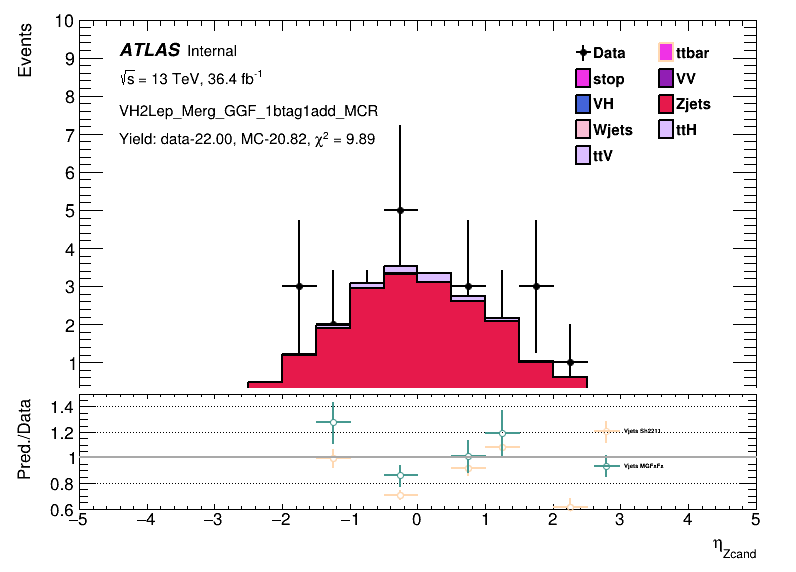 Events
10
9
8
7
6
5
4
3
2
1
ATLAS Internal
√s = 13 TeV, 36.4 fb⁻¹
VH2Lep_Merg_GGF_1btag1add_MCR
Yield: data-22.00, MC-20.82, χ² = 9.89
Data
ttbar
stop
VV
VH
Zjets
Wjets
ttH
ttV
Pred./Data
1.4
1.2
1
0.8
0.6
Vjets Sh2211
Vjets MGFxFx
−5 −4 −3 −2 −1 0 1 2 3 4 5
η_Zcand